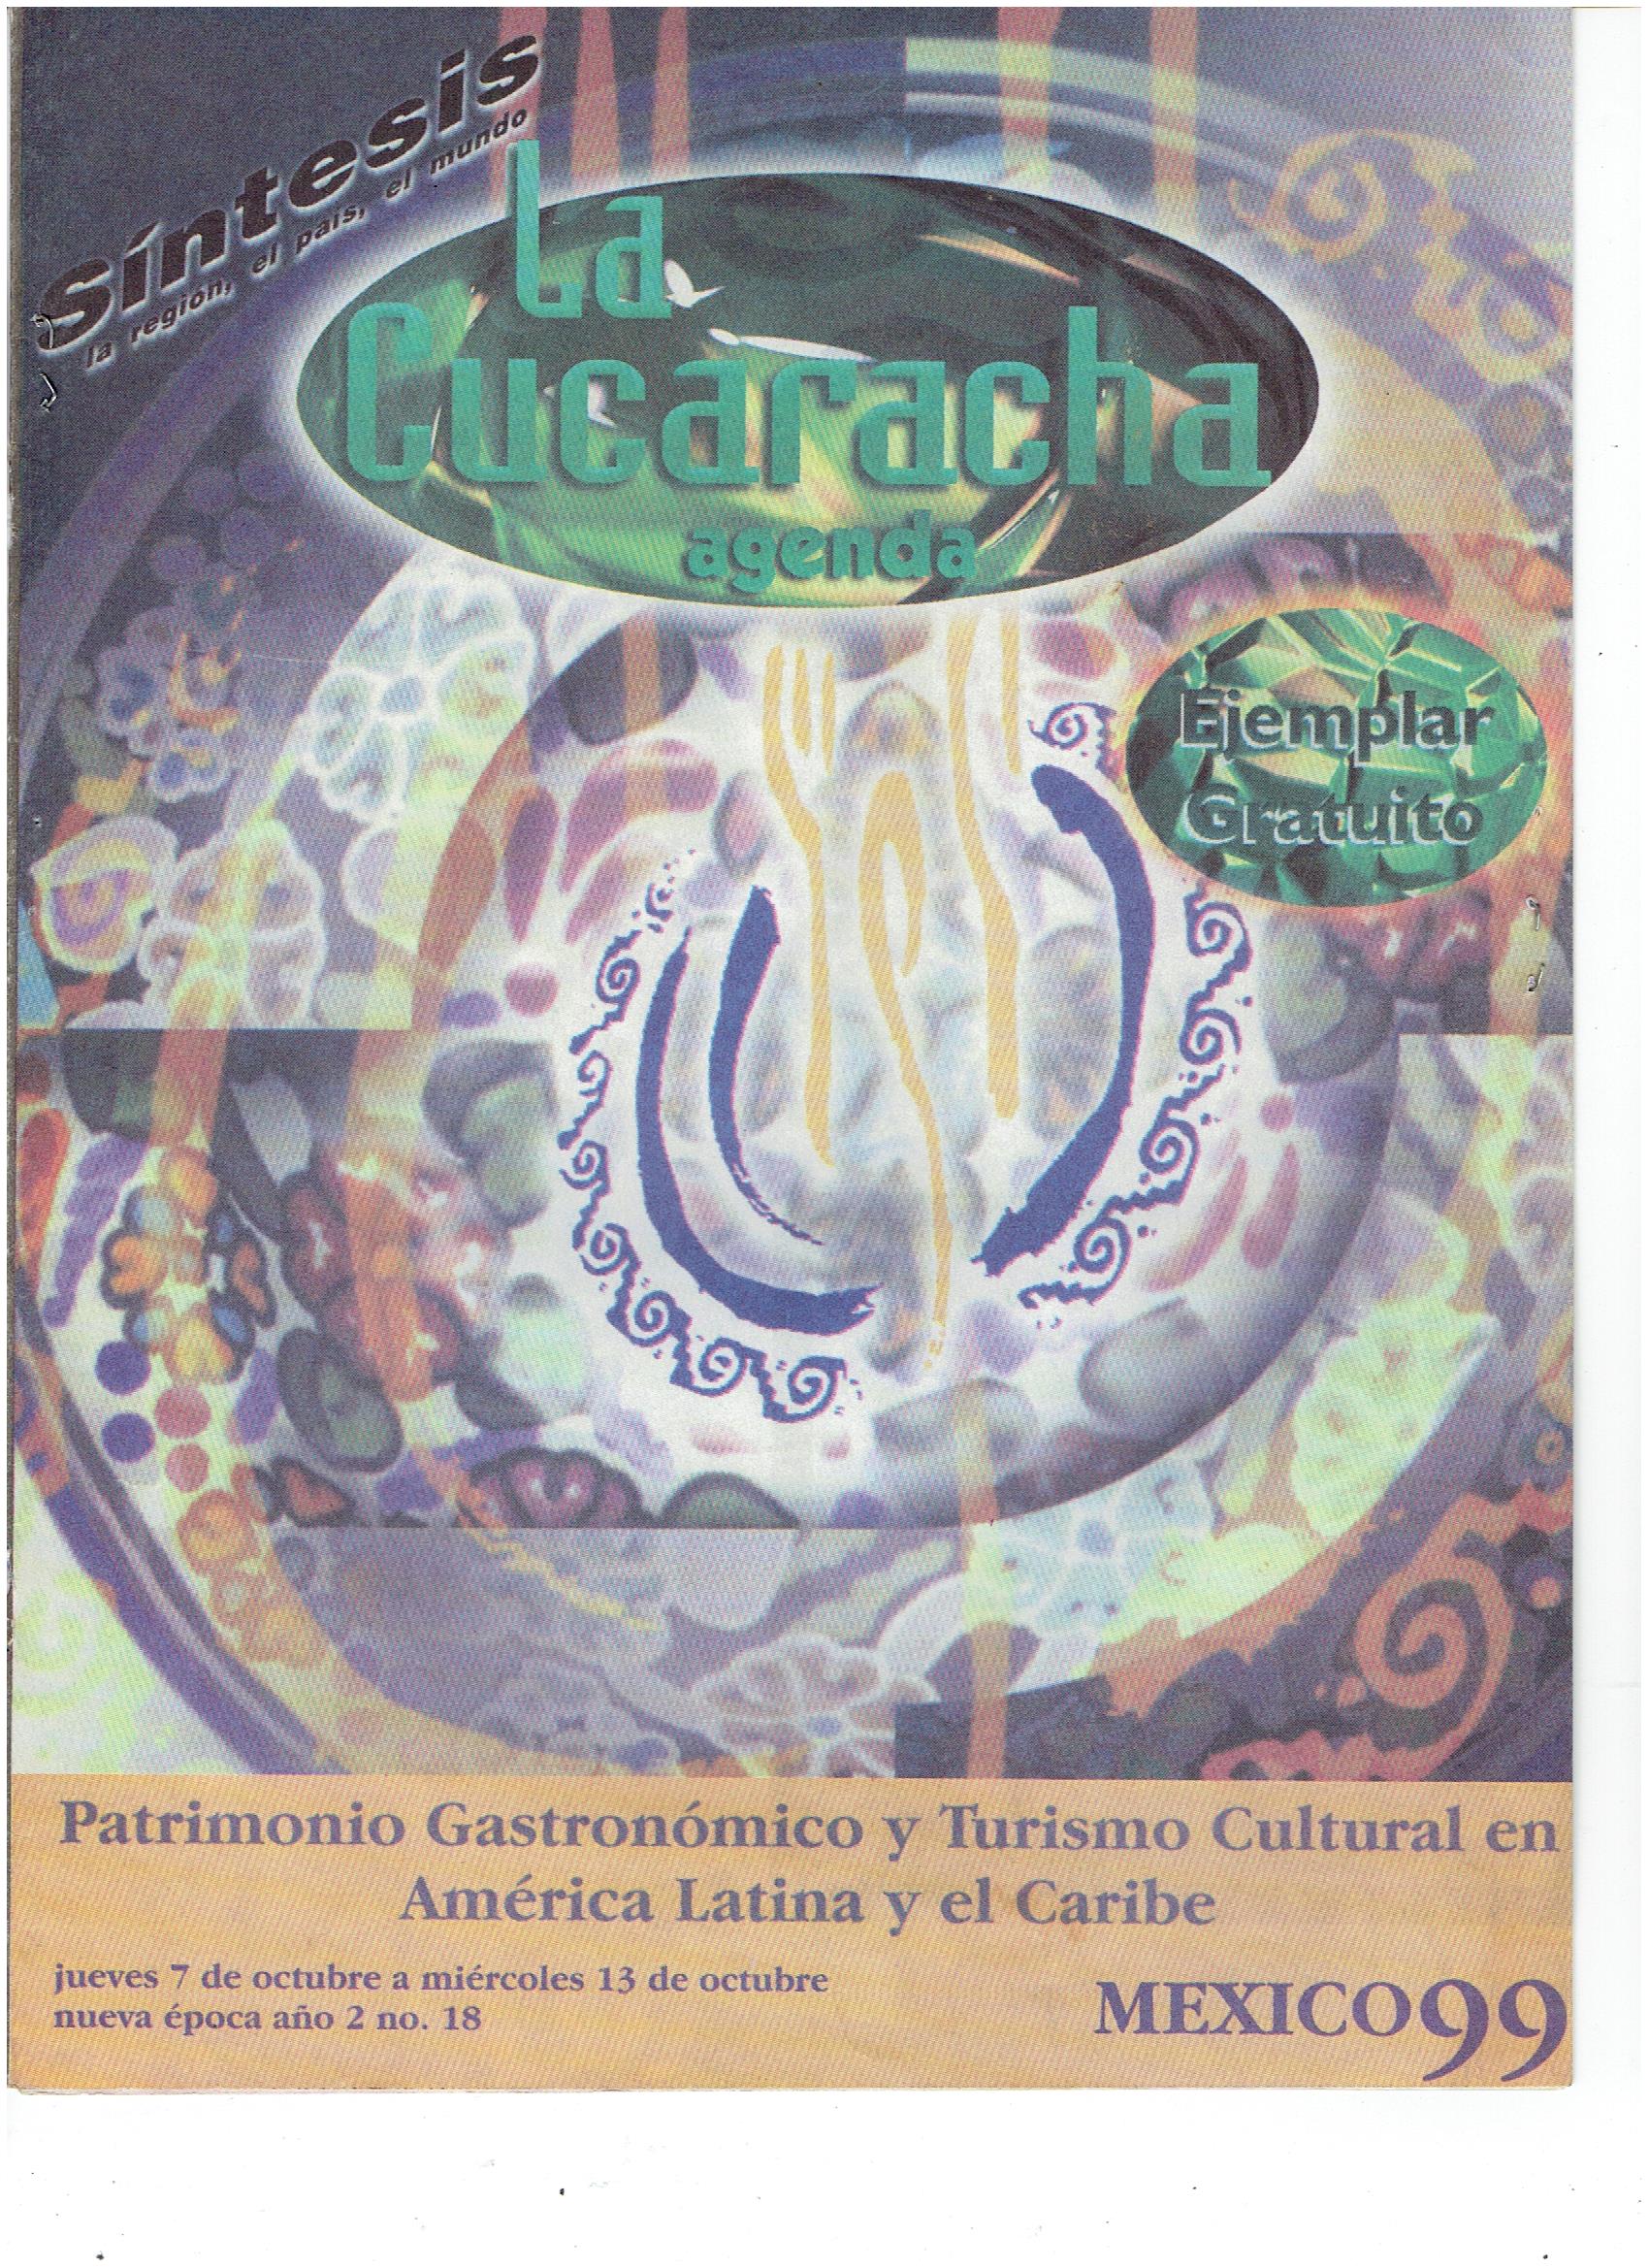 síntesis
la región, el país, el mundo
la
Cucaracha
agenda
Ejemplar
Gratuito
Patrimonio Gastronómico y Turismo Cultural en
América Latina y el Caribe
jueves 7 de octubre a miércoles 13 de octubre
nueva época año 2 no. 18
MEXICO99